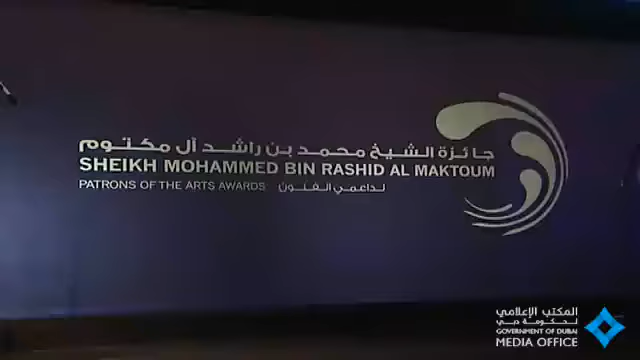 جائزة الشيخ محمد بن راشد آل مكتوم
SHEIKH MOHAMMED BIN RASHID AL MAKTOUM
PATRONS OF THE ARTS AWARDS لداعمي الفنون
المكتب الإعلامي
لحكومة دبي
GOVERNMENT OF DUBAI
MEDIA OFFICE